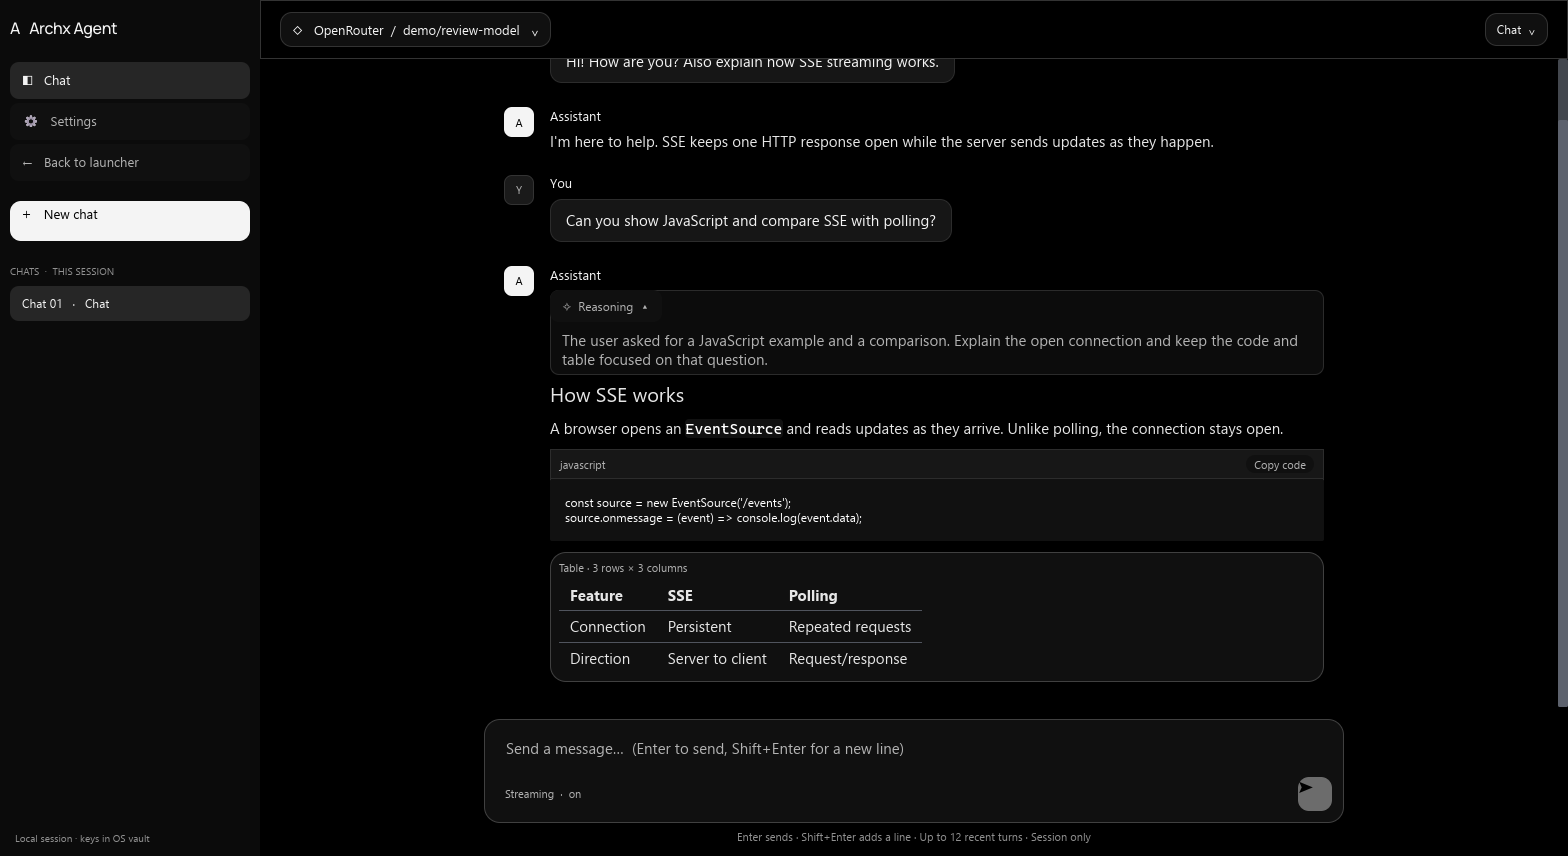 A Archx Agent
Chat
Settings
← Back to launcher
+ New chat
CHATS · THIS SESSION
Chat 01 · Chat
Local session · keys in OS vault
◇ OpenRouter / demo/review-model v
Chat v
Hi! How are you? Also explain how SSE streaming works.
A
Assistant
I'm here to help. SSE keeps one HTTP response open while the server sends updates as they happen.
Y
You
Can you show JavaScript and compare SSE with polling?
A
Assistant
✧ Reasoning ▴
The user asked for a JavaScript example and a comparison. Explain the open connection and keep the code and
table focused on that question.
How SSE works
A browser opens an EventSource and reads updates as they arrive. Unlike polling, the connection stays open.
javascript Copy code
const source = new EventSource('/events');
source.onmessage = (event) => console.log(event.data);
Table · 3 rows × 3 columns
Feature SSE Polling
Connection Persistent Repeated requests
Direction Server to client Request/response
Send a message... (Enter to send, Shift+Enter for a new line)
Streaming · on
Enter sends · Shift+Enter adds a line · Up to 12 recent turns · Session only